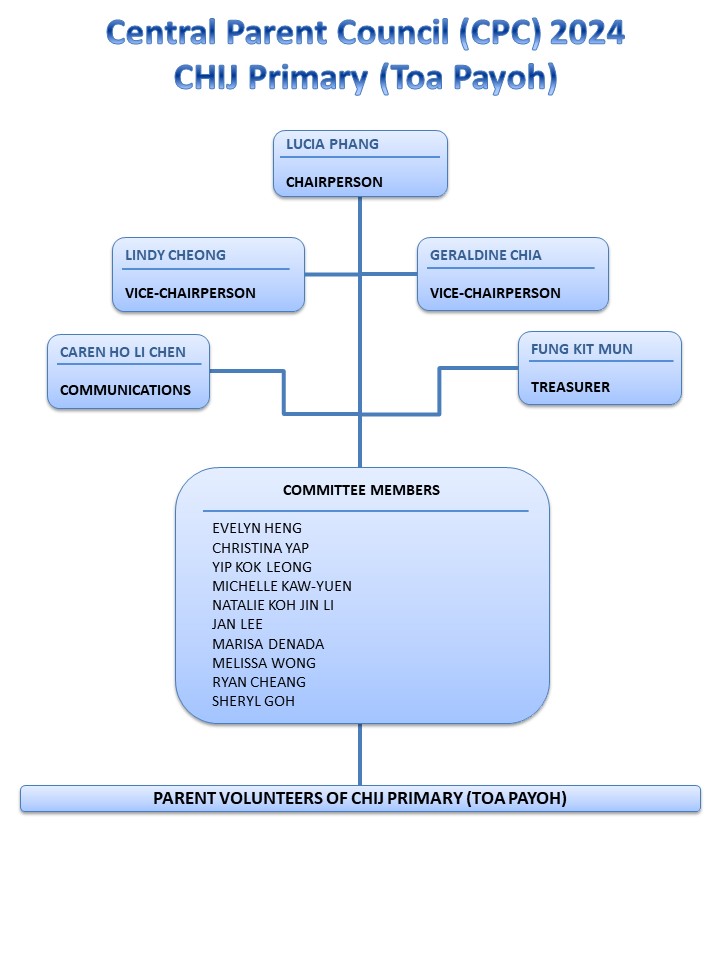 Central Parent Council (CPC) 2024
CHIJ Primary (Toa Payoh)
LUCIA PHANG
CHAIRPERSON
LINDY CHEONG
VICE-CHAIRPERSON
GERALDINE CHIA
VICE-CHAIRPERSON
CAREN HO LI CHEN
COMMUNICATIONS
FUNG KIT MUN
TREASURER
COMMITTEE MEMBERS
EVELYN HENG
CHRISTINA YAP
YIP KOK LEONG
MICHELLE KAW-YUEN
NATALIE KOH JIN LI
JAN LEE
MARISA DENADA
MELISSA WONG
RYAN CHEANG
SHERYL GOH
PARENT VOLUNTEERS OF CHIJ PRIMARY (TOA PAYOH)